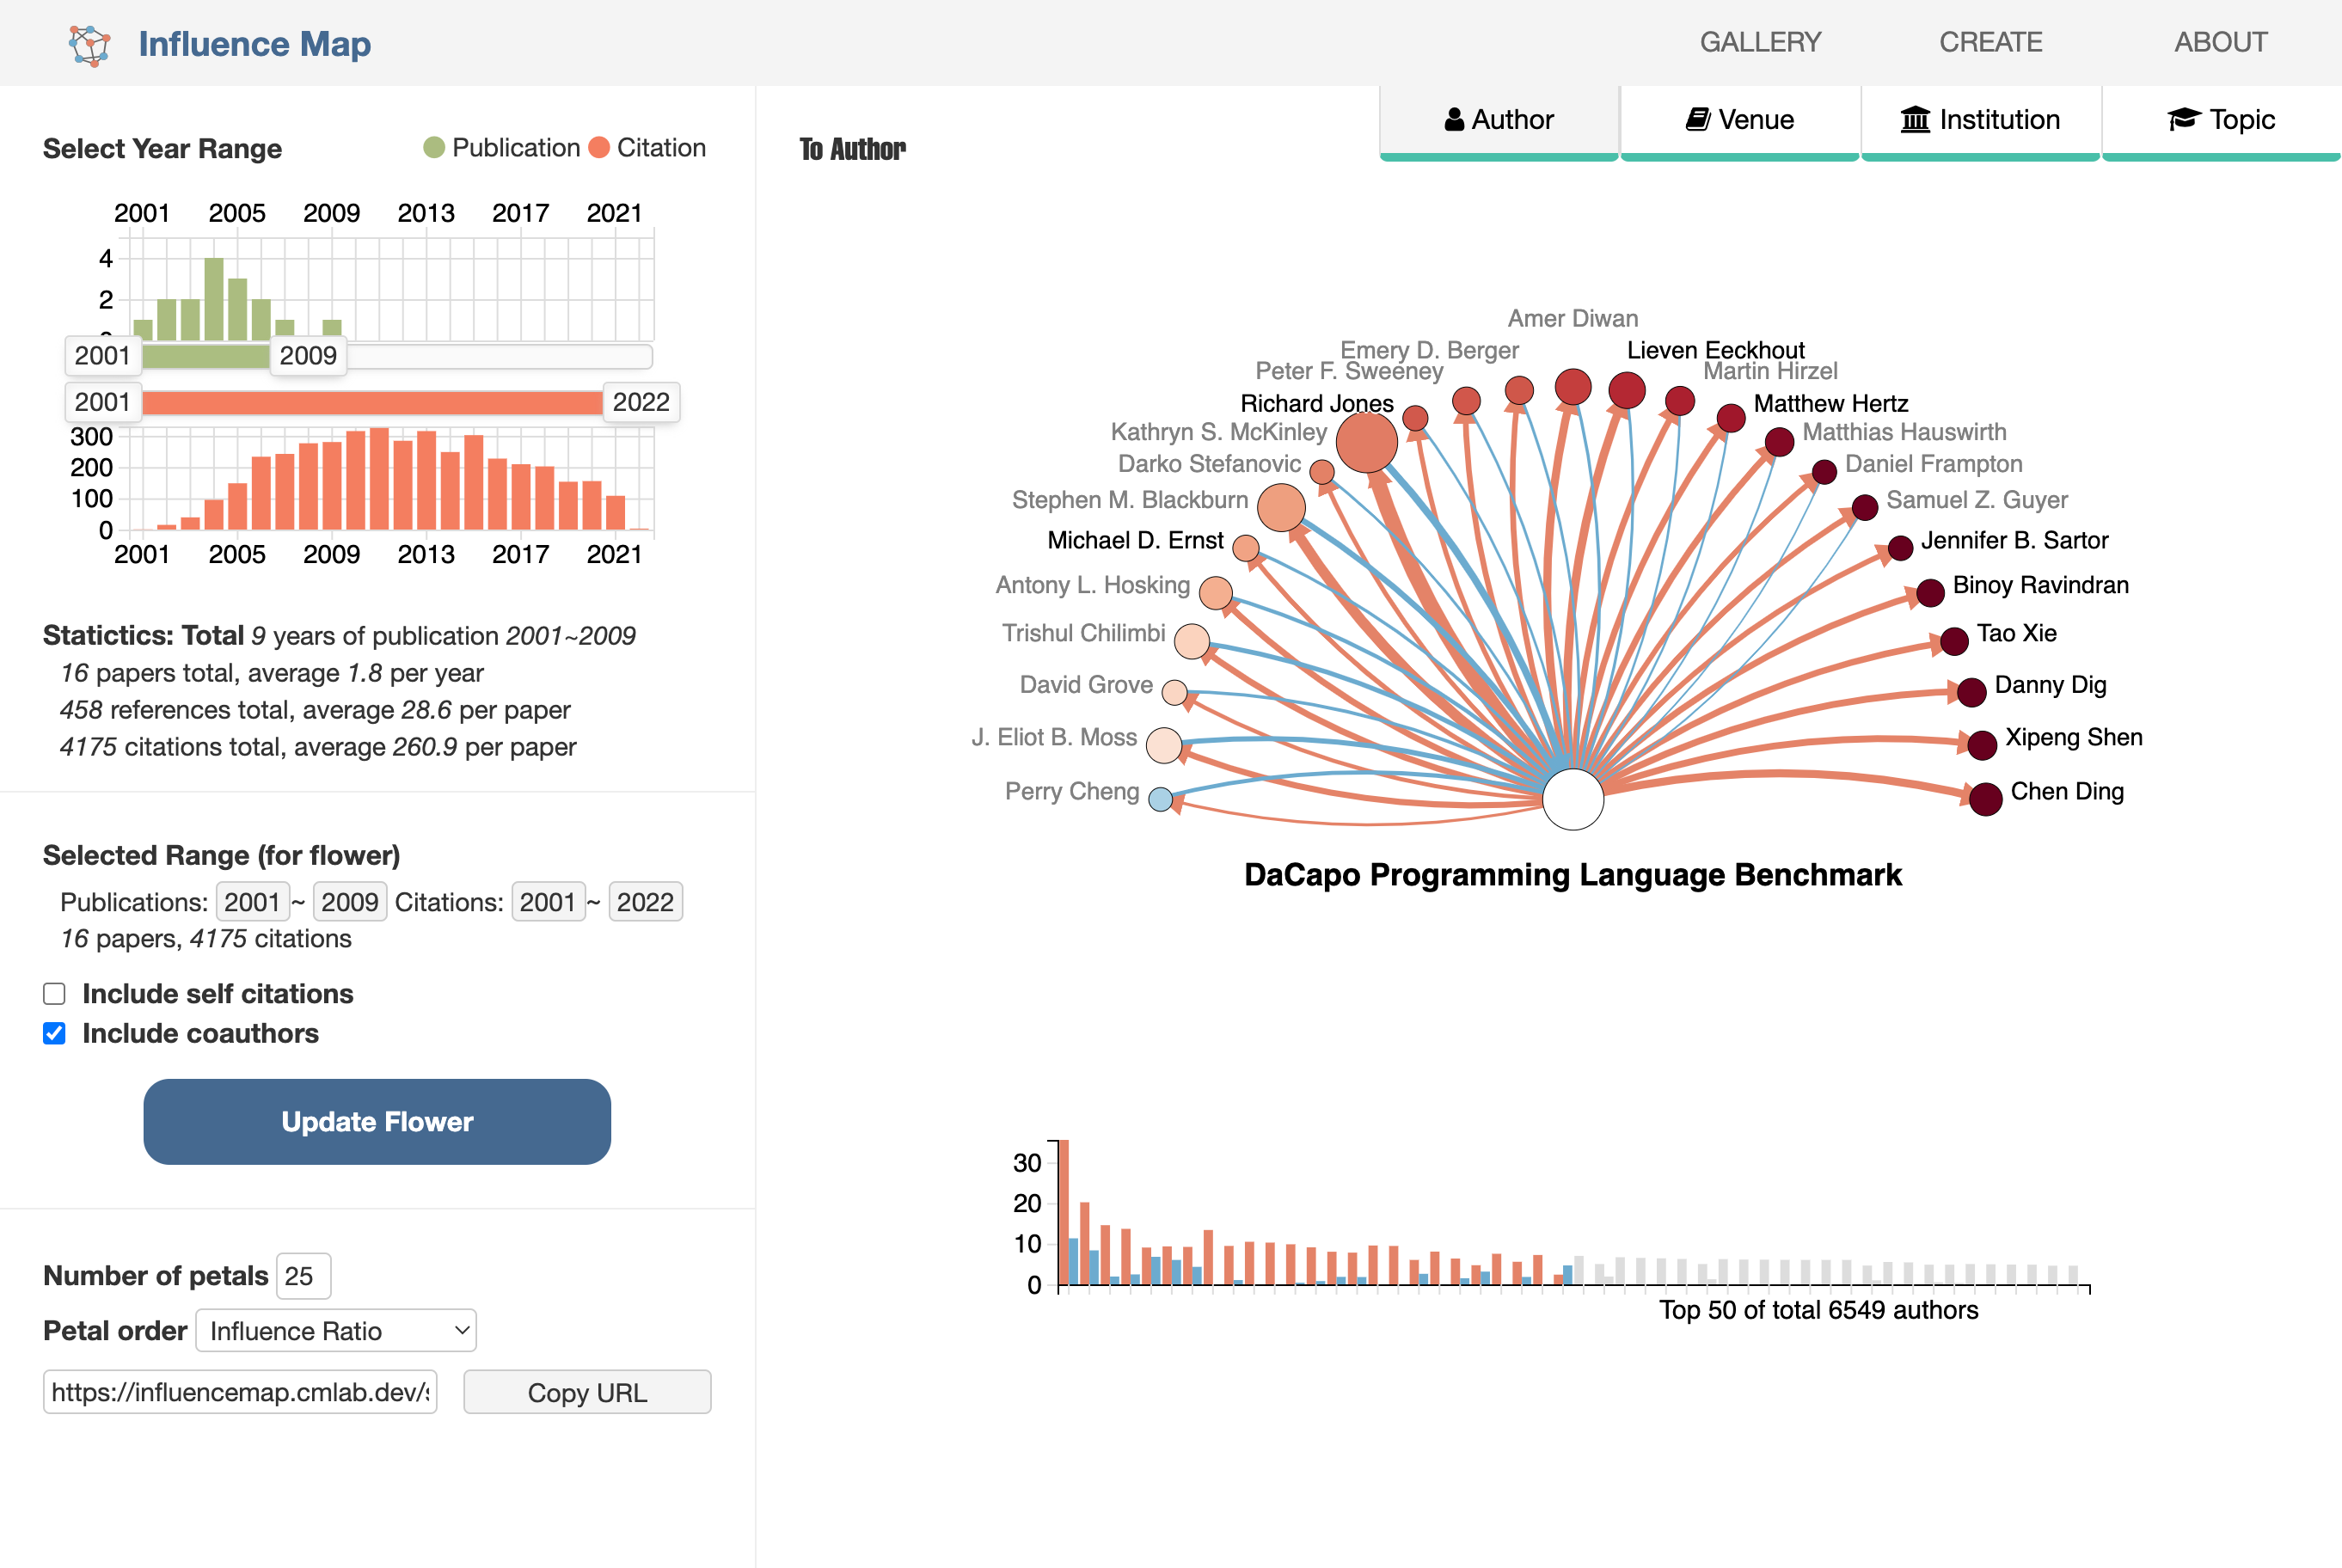 Influence Map
GALLERY
CREATE
ABOUT
Author
Venue
Institution
Topic
Select Year Range
Publication
Citation
2001 2005 2009 2013 2017 2021
4
2
2001
2009
2001
2022
300
200
100
0
2001 2005 2009 2013 2017 2021
Statictics: Total 9 years of publication 2001~2009
16 papers total, average 1.8 per year
458 references total, average 28.6 per paper
4175 citations total, average 260.9 per paper
Selected Range (for flower)
Publications: 2001 ~ 2009 Citations: 2001 ~ 2022
16 papers, 4175 citations
Include self citations
Include coauthors
Update Flower
Number of petals 25
Petal order Influence Ratio
https://influencemap.cmlab.dev/
Copy URL
To Author
Amer Diwan
Emery D. Berger
Lieven Eeckhout
Peter F. Sweeney
Martin Hirzel
Richard Jones
Matthew Hertz
Kathryn S. McKinley
Matthias Hauswirth
Darko Stefanovic
Daniel Frampton
Stephen M. Blackburn
Samuel Z. Guyer
Michael D. Ernst
Jennifer B. Sartor
Antony L. Hosking
Binoy Ravindran
Trishul Chilimbi
Tao Xie
David Grove
Danny Dig
J. Eliot B. Moss
Xipeng Shen
Perry Cheng
Chen Ding
DaCapo Programming Language Benchmark
30
20
10
0
Top 50 of total 6549 authors